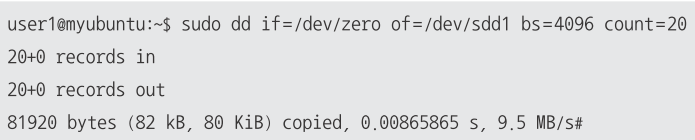 user1@myubuntu:~$ sudo dd if=/dev/zero of=/dev/sdd1 bs=4096 count=20
20+0 records in
20+0 records out
81920 bytes (82 kB, 80 KiB) copied, 0.00865865 s, 9.5 MB/s#